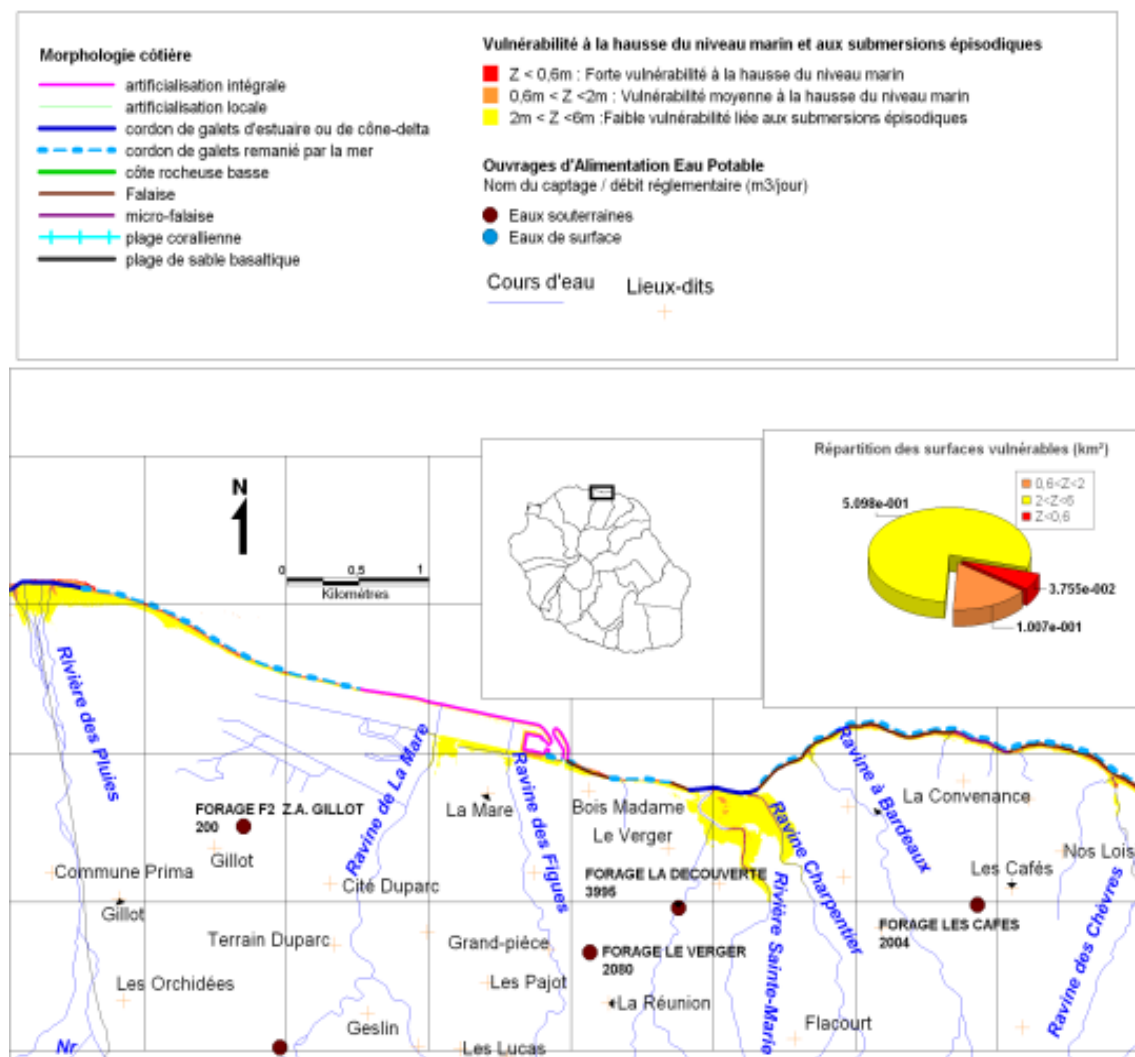 Morphologie côtière
artificialisation intégrale
artificialisation locale
cordon de galets d'estuaire ou de cône-delta
cordon de galets remanié par la mer
côte rocheuse basse
Falaise
micro-falaise
plage corallienne
plage de sable basaltique
Vulnérabilité à la hausse du niveau marin et aux submersions épisodiques
Z < 0,6m : Forte vulnérabilité à la hausse du niveau marin
0,6m < Z <2m : Vulnérabilité moyenne à la hausse du niveau marin
2m < Z <6m :Faible vulnérabilité liée aux submersions épisodiques
Ouvrages d'Alimentation Eau Potable
Nom du captage / débit réglementaire (m3/jour)
Eaux souterraines
Eaux de surface
Cours d'eau
Lieux-dits
N
0 0,5 1
Kilomètres
Répartition des surfaces vulnérables (km²)
0,6<Z<2
2<Z<6
Z<0,6
5.098e-001
3.755e-002
1.007e-001
Rivière des Pluies
Ravine de La Mare
Ravine des Figues
Ravine à Bardeaux
Ravine Charpentier
Rivière Sainte-Marie
Ravine des Chèvres
FORAGE F2 Z.A. GILLOT
200
Gillot
La Mare
Bois Madame
Le Verger
La Convenance
Nos Lois
Les Cafés
Commune Prima
Gillot
Cité Duparc
FORAGE LA DECOUVERTE
3995
FORAGE LES CAFES
2004
Terrain Duparc
Grand-pièce
FORAGE LE VERGER
2080
Les Orchidées
Les Pajot
La Réunion
Geslin
Flacourt
Les Lucas
Nr